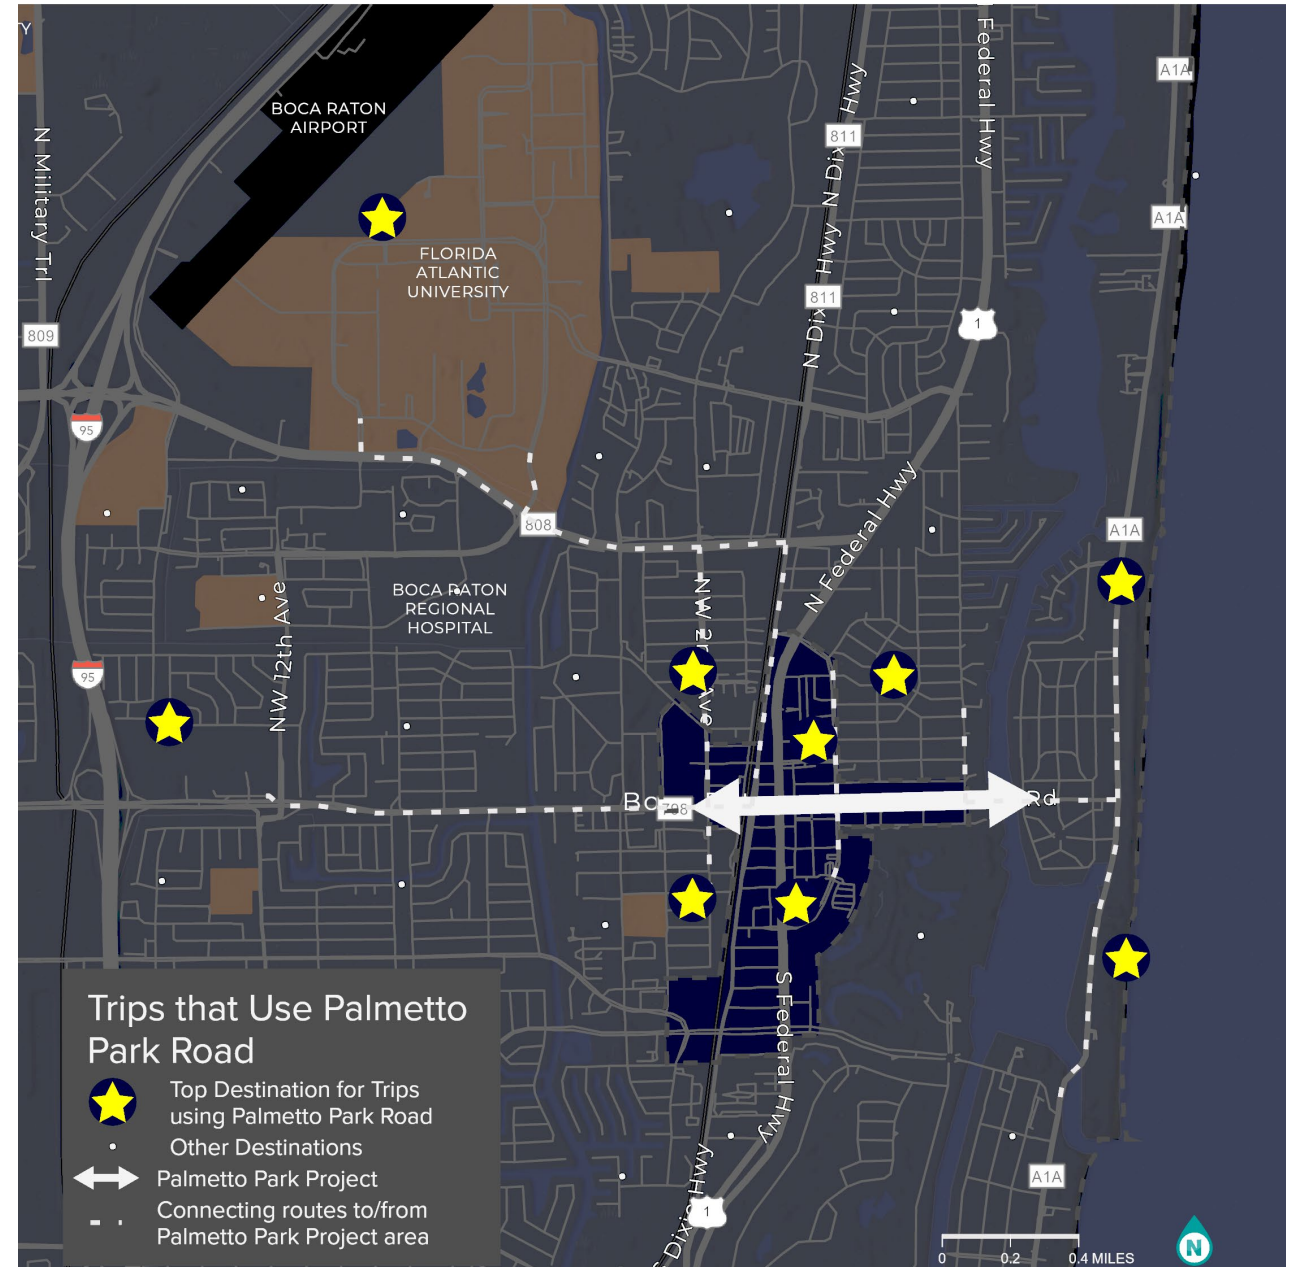 Y
A1A
N Federal Hwy
BOCA RATON
AIRPORT
N Dixie Hwy
811
N Military Trl
A1A
FLORIDA
ATLANTIC
UNIVERSITY
811
1
809
N Dixie Hwy
95
N Federal Hwy
808
A1A
BOCA RATON
REGIONAL
HOSPITAL
NW 12th Ave
95
798
Rd
S Federal Hwy
Trips that Use Palmetto
Park Road
Top Destination for Trips
using Palmetto Park Road
Other Destinations
Palmetto Park Project
Connecting routes to/from
Palmetto Park Project area
S Dixie Hwy
1
A1A
0 0.2 0.4 MILES
N